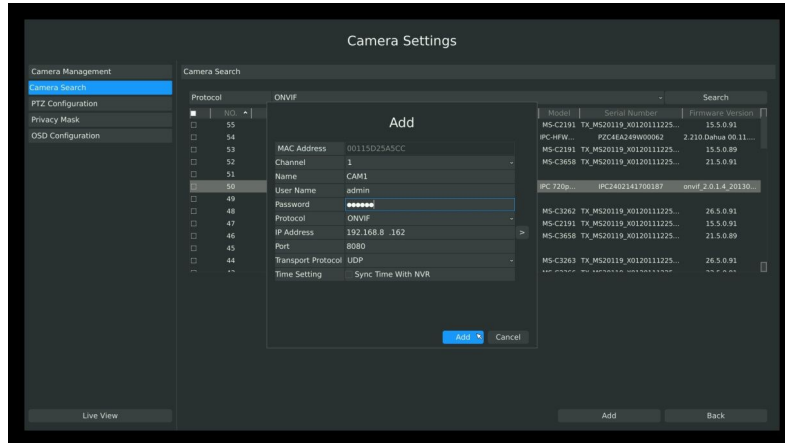 Camera Settings
Camera Management
Camera Search
PTZ Configuration
Privacy Mask
OSD Configuration
Live View
Camera Search
Protocol ONVIF Search
NO. Model Serial Number Firmware Version
55 MS-C2191 TX_MS20119_X0120111225... 15.5.0.91
54 IPC-HFW... PZC4EA249W00062 2.210.Dahua 00.11....
53 MS-C2191 TX_MS20119_X0120111225... 15.5.0.89
52 MS-C3658 TX_MS20119_X0120111225... 21.5.0.91
51
50 IPC 720p... IPC2402141700187 onvif_2.0.1.4_20130...
49
48 MS-C3262 TX_MS20119_X0120111225... 26.5.0.91
47 MS-C2191 TX_MS20119_X0120111225... 15.5.0.91
46 MS-C3658 TX_MS20119_X0120111225... 21.5.0.89
45
44 MS-C3263 TX_MS20119_X0120111225... 26.5.0.91
Add
MAC Address 00115D25A5CC
Channel 1
Name CAM1
User Name admin
Password ●●●●●●
Protocol ONVIF
IP Address 192.168.8 .162 >
Port 8080
Transport Protocol UDP
Time Setting Sync Time With NVR
Add Cancel
Add Back